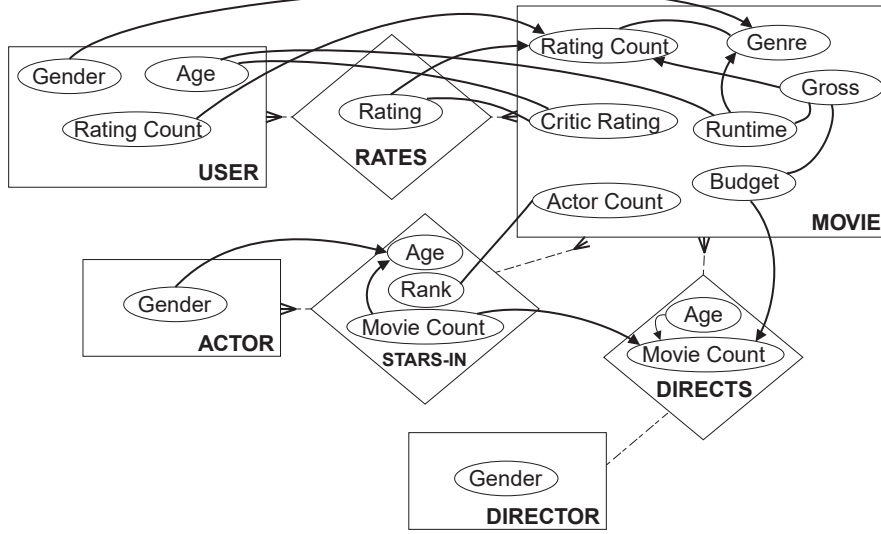 Gender
Age
Rating Count
USER
Rating
RATES
Rating Count
Genre
Gross
Critic Rating
Runtime
Budget
Actor Count
MOVIE
Gender
ACTOR
Age
Rank
Movie Count
STARS-IN
Age
Movie Count
DIRECTS
Gender
DIRECTOR